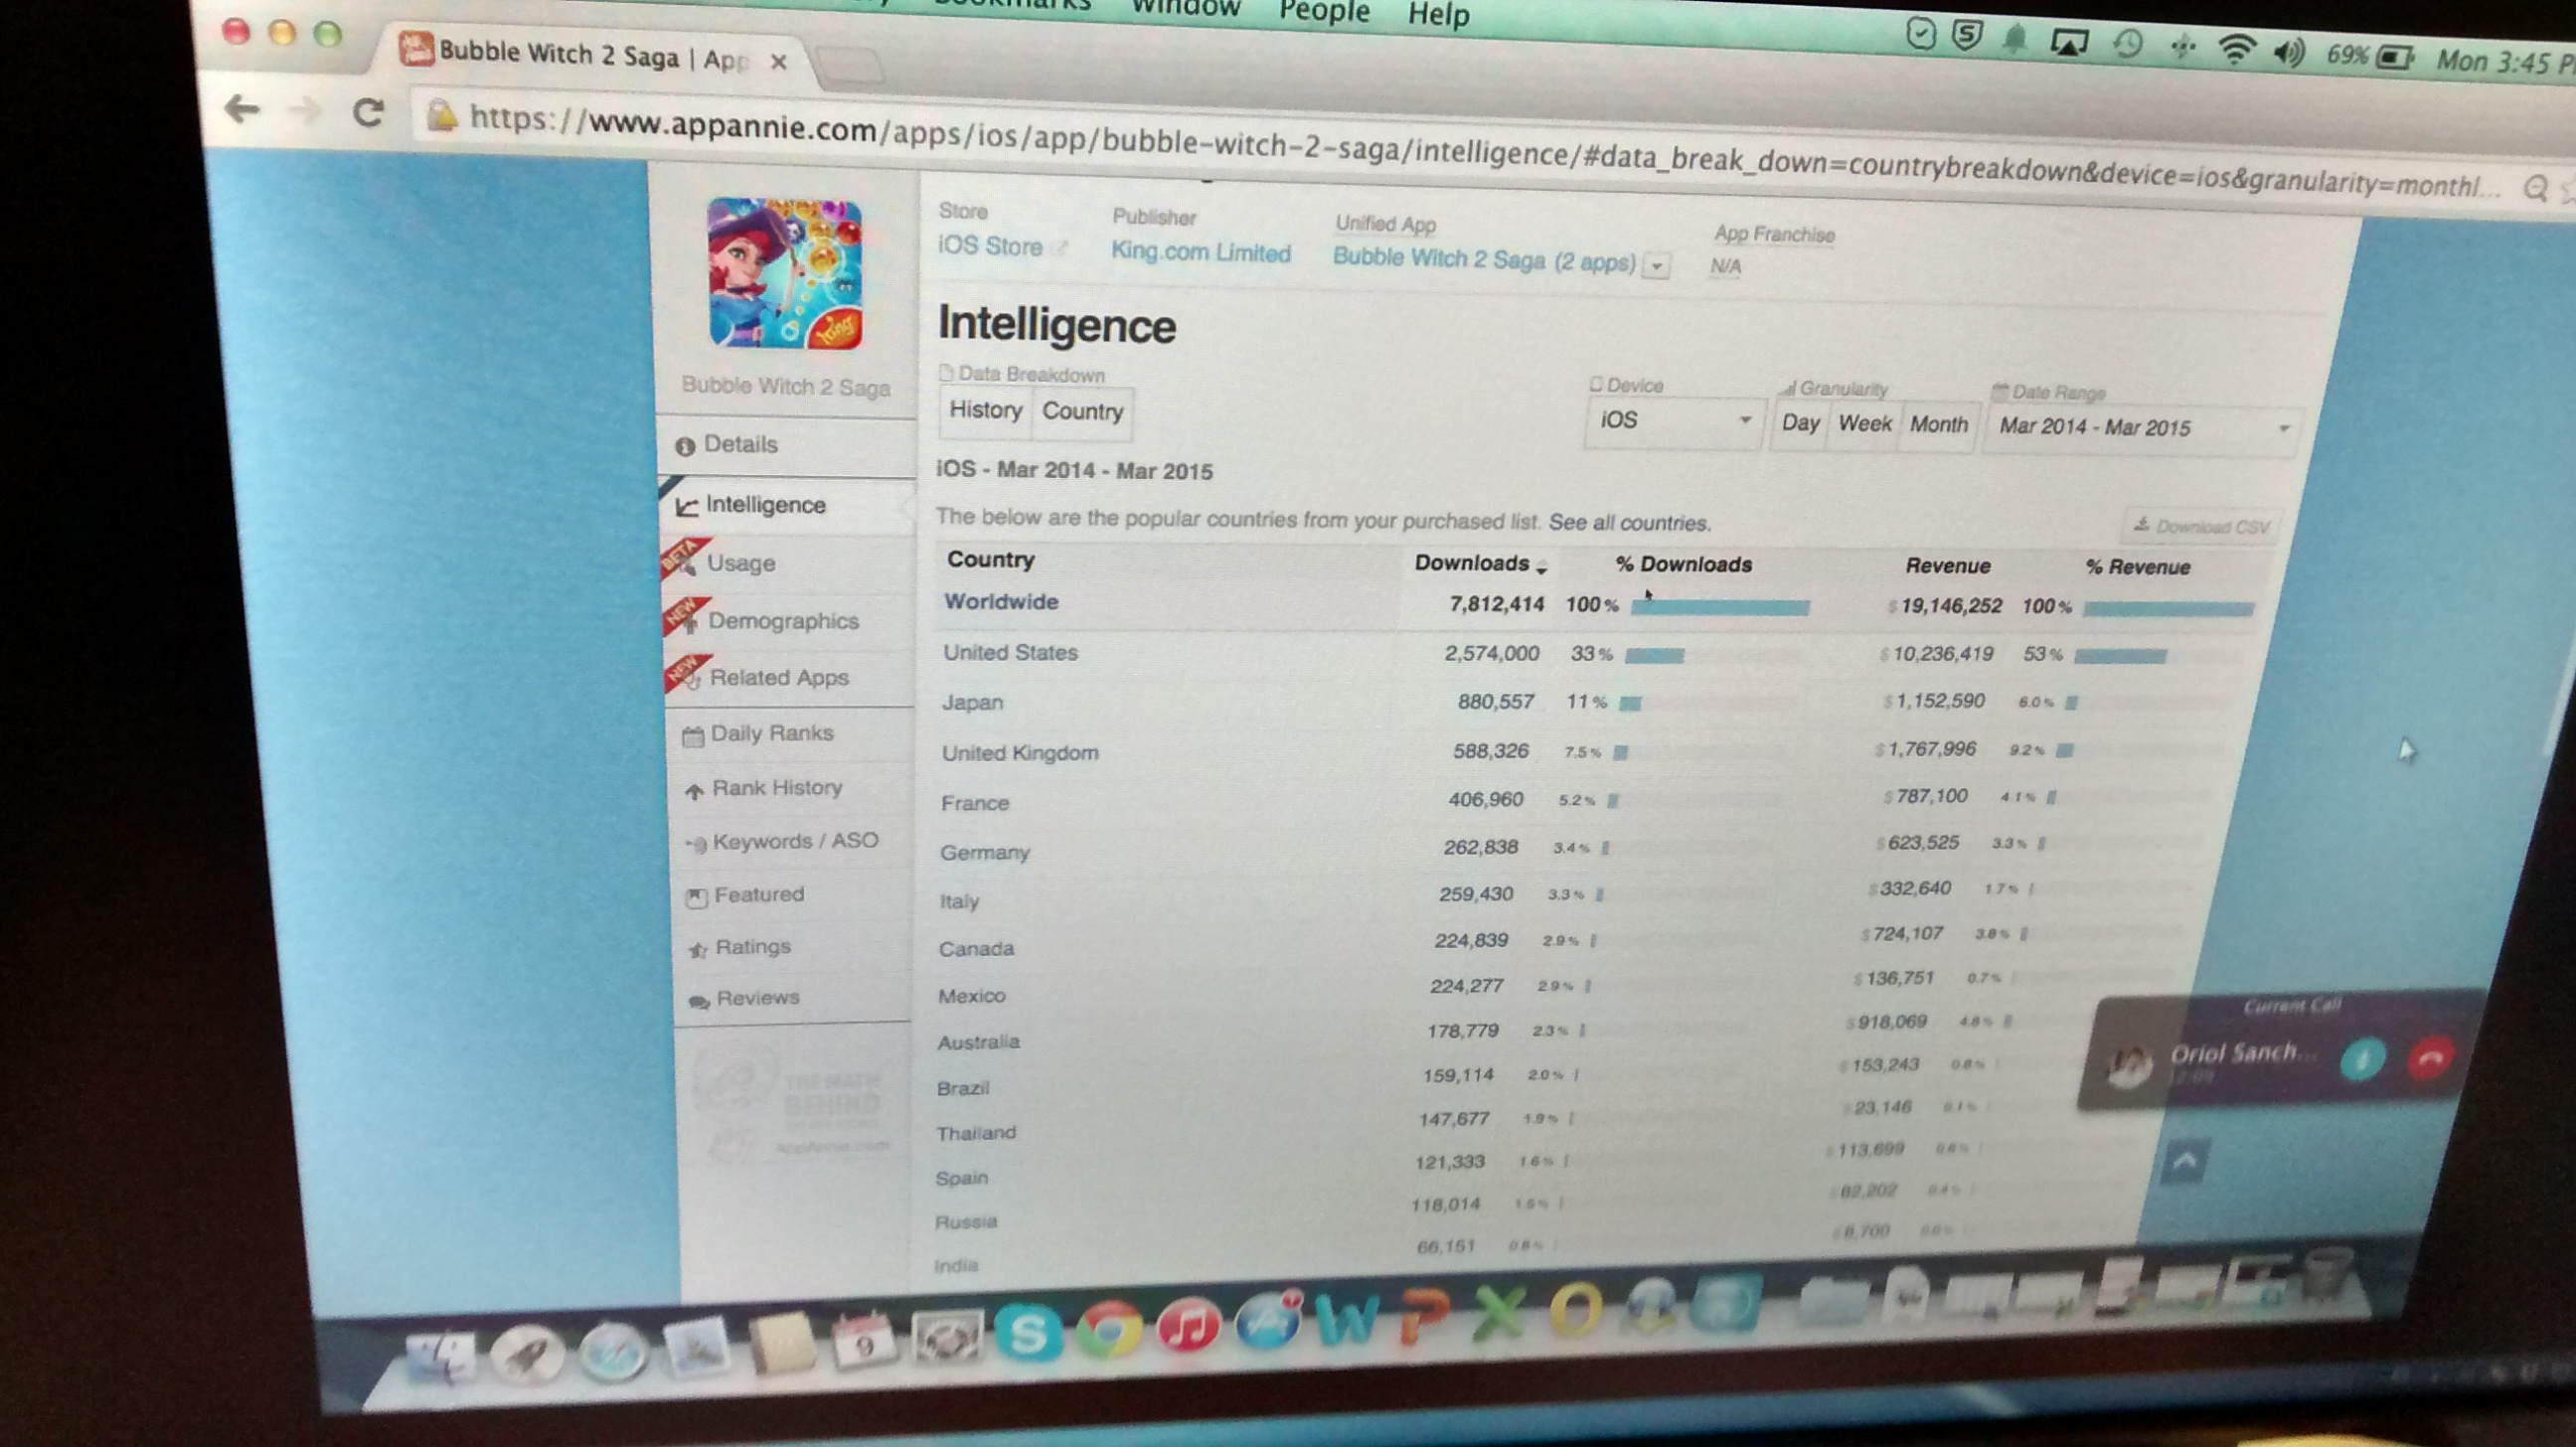 Window People Help
69% Mon 3:45
Bubble Witch 2 Saga | App
https://www.appannie.com/apps/ios/app/bubble-witch-2-saga/intelligence/#data_break_down=countrybreakdown&device=ios&granularity=monthl...
Store Publisher Unified App App Franchise
iOS Store King.com Limited Bubble Witch 2 Saga (2 apps) N/A
King
Bubble Witch 2 Saga
Details
Intelligence
BETA Usage
NEW Demographics
NEW Related Apps
Daily Ranks
Rank History
Keywords / ASO
Featured
Ratings
Reviews
THE MATH
BEHIND
AppAnnie.com
Intelligence
Data Breakdown Device Granularity Date Range
History Country iOS Day Week Month Mar 2014 - Mar 2015
iOS - Mar 2014 - Mar 2015
The below are the popular countries from your purchased list. See all countries. Download CSV
Country Downloads % Downloads Revenue % Revenue
Worldwide 7,812,414 100% $19,146,252 100%
United States 2,574,000 33% $10,236,419 53%
Japan 880,557 11% $1,152,590 6.0%
United Kingdom 588,326 7.5% $1,767,996 9.2%
France 406,960 5.2% $787,100 4.1%
Germany 262,838 3.4% $623,525 3.3%
Italy 259,430 3.3% $332,640 1.7%
Canada 224,839 2.9% $724,107 3.8%
Mexico 224,277 2.9% $136,751 0.7%
Australia 178,779 2.3% $918,069 4.8%
Brazil 159,114 2.0% $153,243 0.8%
Thailand 147,677 1.9% $23,146 0.1%
Spain 121,333 1.6% $113,699 0.6%
Russia 118,014 1.5% 0.4%
India 66,151 0.8%
Current Call
Oriol Sanch...
9